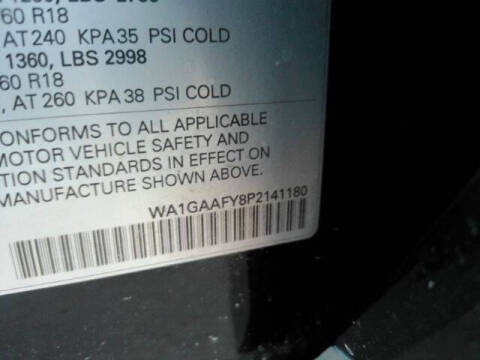 60 R18
AT 240 KPA 35 PSI COLD
1360, LBS 2998
60 R18
, AT 260 KPA 38 PSI COLD
CONFORMS TO ALL APPLICABLE
MOTOR VEHICLE SAFETY AND
TION STANDARDS IN EFFECT ON
MANUFACTURE SHOWN ABOVE.
WA1GAAFY8P2141180